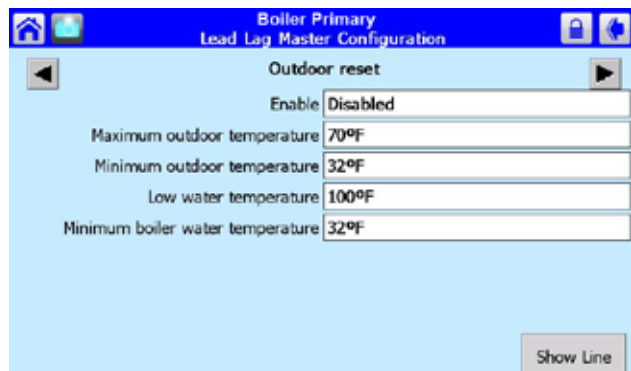 Boiler Primary
Lead Lag Master Configuration
Outdoor reset
Enable Disabled
Maximum outdoor temperature 70ºF
Minimum outdoor temperature 32ºF
Low water temperature 100ºF
Minimum boiler water temperature 32ºF
Show Line